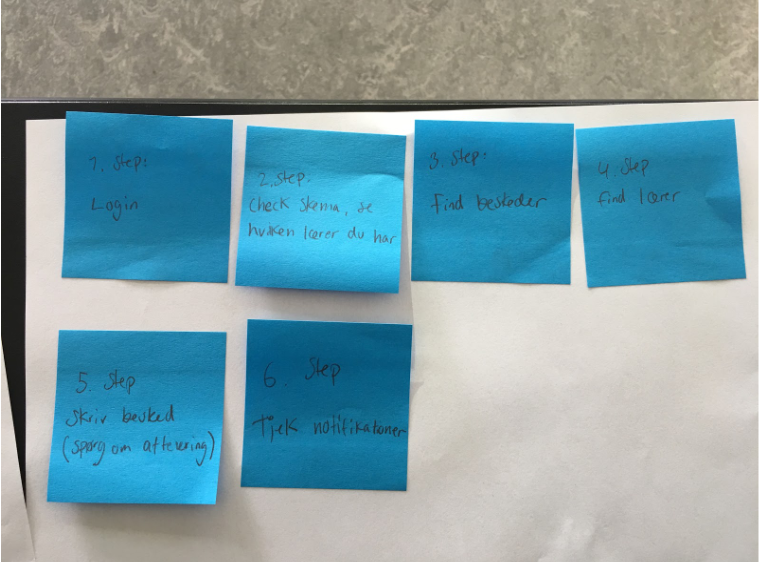 1. Step:
Login
2. Step:
Check skema, se
hvilken lærer du har
3. Step:
Find beskeder
4. Step
Find lærer
5. Step
Skriv besked
(spørg om aflevering)
6. Step
Tjek notifikationer